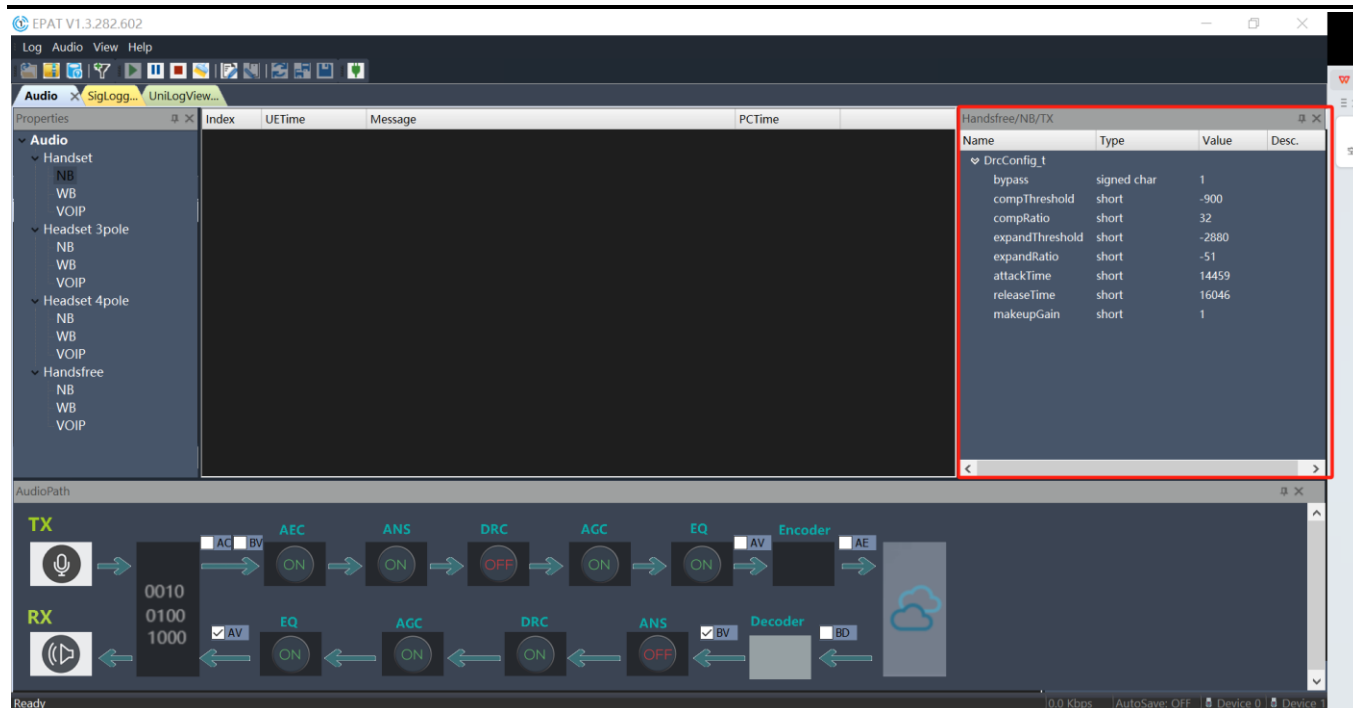 EPAT V1.3.282.602
Log Audio View Help
Audio SigLogg... UniLogView...
Properties
Audio
Handset
NB
WB
VOIP
Headset 3pole
NB
WB
VOIP
Headset 4pole
NB
WB
VOIP
Handsfree
NB
WB
VOIP
Index UETime Message PCTime
Handsfree/NB/TX
Name Type Value Desc.
DrcConfig_t
bypass signed char 1
compThreshold short -900
compRatio short 32
expandThreshold short -2880
expandRatio short -51
attackTime short 14459
releaseTime short 16046
makeupGain short 1
AudioPath
TX
AEC ANS DRC AGC EQ Encoder
AC BV AV AE
ON ON OFF ON ON
0010
0100
1000
RX
EQ AGC DRC ANS Decoder
AV BV BD
ON ON ON OFF
Ready 0.0 Kbps AutoSave: OFF Device 0 Device 1